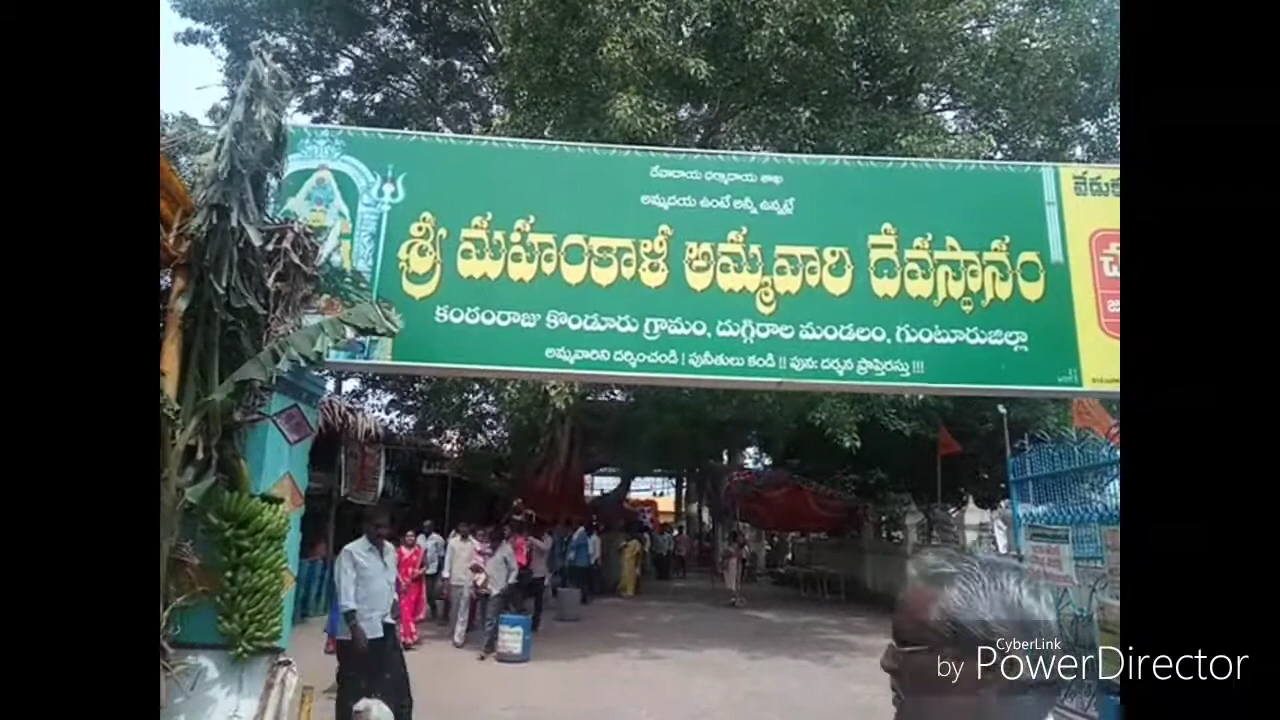 దేవాదాయ ధర్మాదాయ శాఖ
అమ్మదయ ఉంటే అన్నీ ఉన్నట్లే
శ్రీ మహంకాళీ అమ్మవారి దేవస్థానం
కంఠంరాజు కొండూరు గ్రామం, దుగ్గిరాల మండలం, గుంటూరుజిల్లా
అమ్మవారిని దర్శించండి ! పునీతులు కండి !! పున: దర్శన ప్రాప్తిరస్తు !!!
CyberLink
by PowerDirector